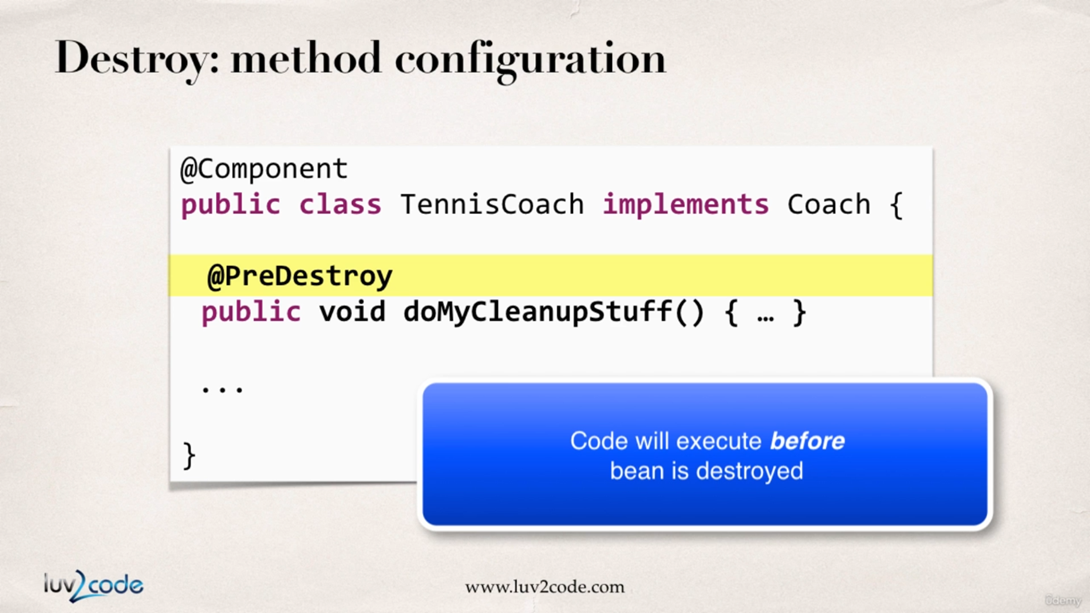 Destroy: method configuration
@Component
public class TennisCoach implements Coach {
@PreDestroy
public void doMyCleanupStuff() { … }
...
}
Code will execute before
bean is destroyed
luv2code
www.luv2code.com
Udemy